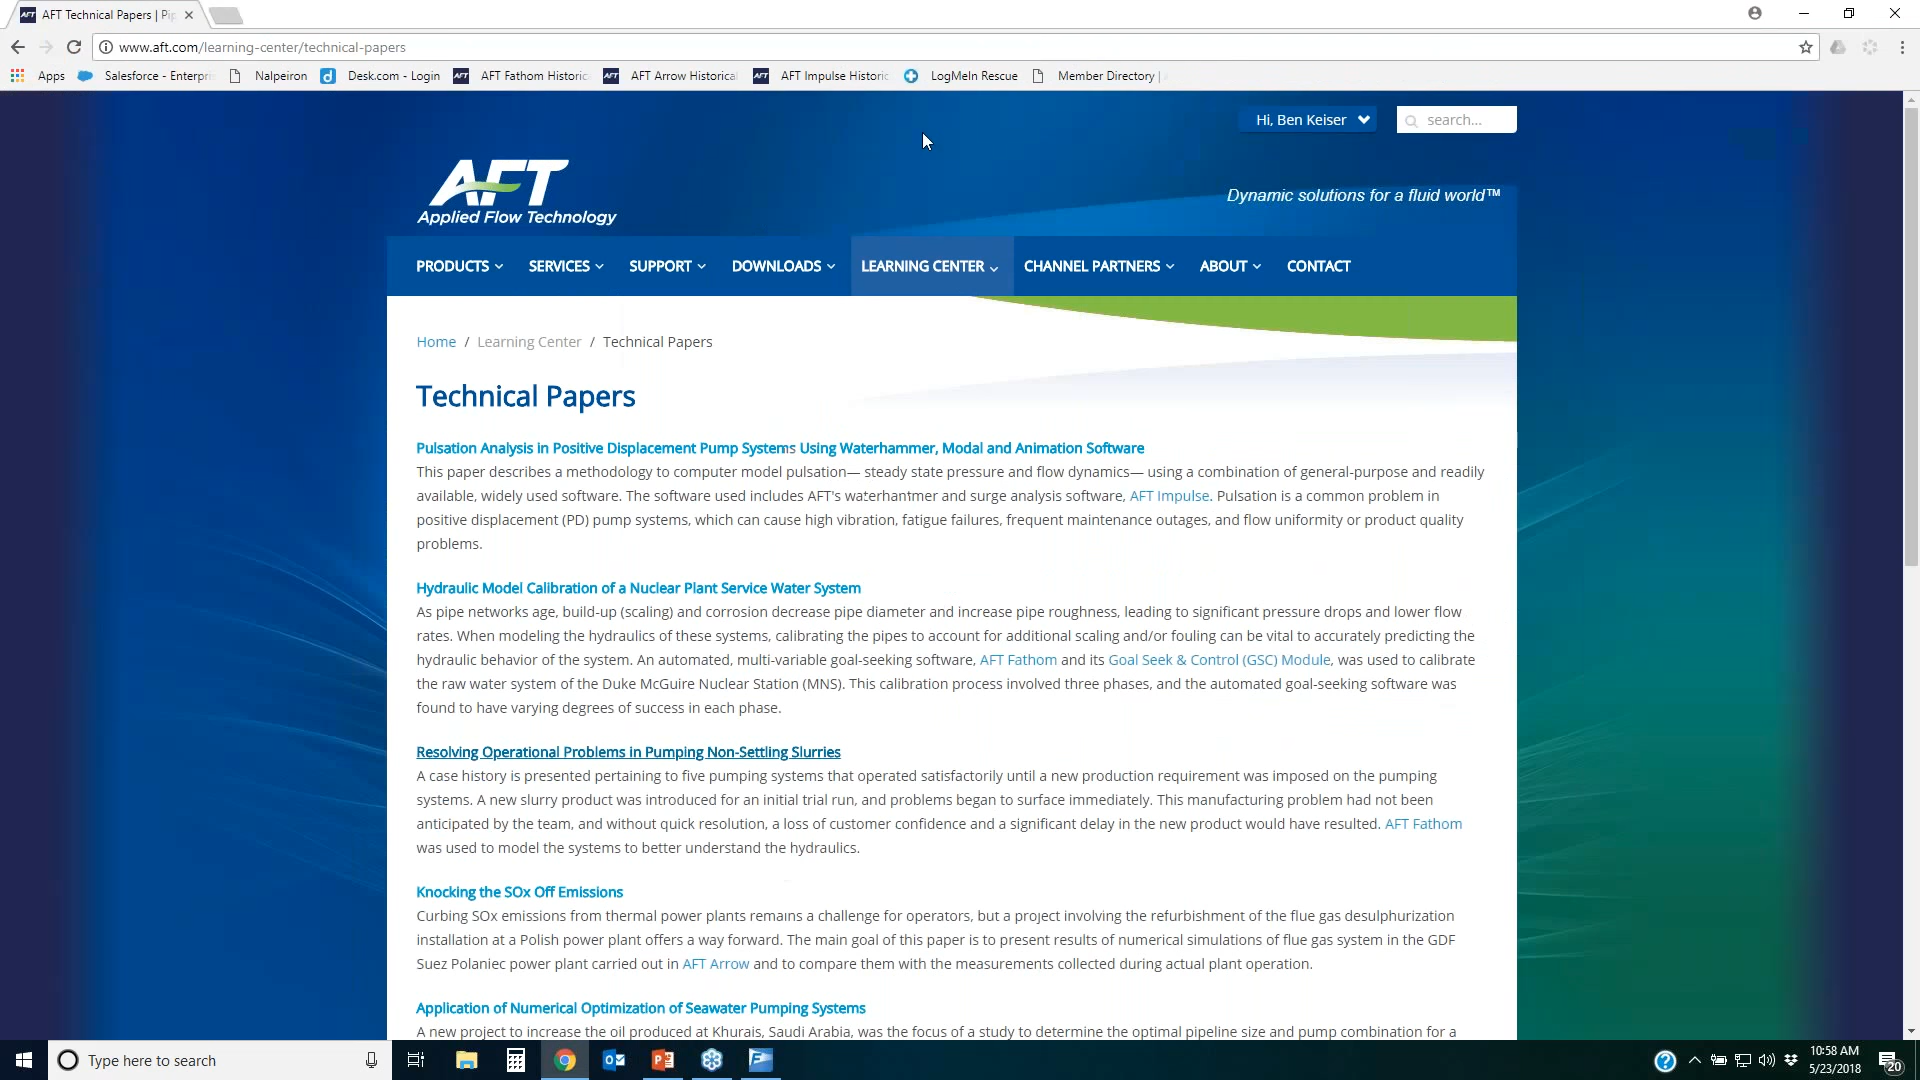 AFT Technical Papers | Pip
www.aft.com/learning-center/technical-papers
Apps Salesforce - Enterpri Nalpeiron Desk.com - Login AFT Fathom Historic AFT Arrow Historical AFT Impulse Historic LogMeIn Rescue Member Directory |
Hi, Ben Keiser search...
AFT
Applied Flow Technology
Dynamic solutions for a fluid world™
PRODUCTS SERVICES SUPPORT DOWNLOADS LEARNING CENTER CHANNEL PARTNERS ABOUT CONTACT
Home / Learning Center / Technical Papers
Technical Papers
Pulsation Analysis in Positive Displacement Pump Systems Using Waterhammer, Modal and Animation Software
This paper describes a methodology to computer model pulsation— steady state pressure and flow dynamics— using a combination of general-purpose and readily
available, widely used software. The software used includes AFT's waterhammer and surge analysis software, AFT Impulse. Pulsation is a common problem in
positive displacement (PD) pump systems, which can cause high vibration, fatigue failures, frequent maintenance outages, and flow uniformity or product quality
problems.
Hydraulic Model Calibration of a Nuclear Plant Service Water System
As pipe networks age, build-up (scaling) and corrosion decrease pipe diameter and increase pipe roughness, leading to significant pressure drops and lower flow
rates. When modeling the hydraulics of these systems, calibrating the pipes to account for additional scaling and/or fouling can be vital to accurately predicting the
hydraulic behavior of the system. An automated, multi-variable goal-seeking software, AFT Fathom and its Goal Seek & Control (GSC) Module, was used to calibrate
the raw water system of the Duke McGuire Nuclear Station (MNS). This calibration process involved three phases, and the automated goal-seeking software was
found to have varying degrees of success in each phase.
Resolving Operational Problems in Pumping Non-Settling Slurries
A case history is presented pertaining to five pumping systems that operated satisfactorily until a new production requirement was imposed on the pumping
systems. A new slurry product was introduced for an initial trial run, and problems began to surface immediately. This manufacturing problem had not been
anticipated by the team, and without quick resolution, a loss of customer confidence and a significant delay in the new product would have resulted. AFT Fathom
was used to model the systems to better understand the hydraulics.
Knocking the SOx Off Emissions
Curbing SOx emissions from thermal power plants remains a challenge for operators, but a project involving the refurbishment of the flue gas desulphurization
installation at a Polish power plant offers a way forward. The main goal of this paper is to present results of numerical simulations of flue gas system in the GDF
Suez Polaniec power plant carried out in AFT Arrow and to compare them with the measurements collected during actual plant operation.
Application of Numerical Optimization of Seawater Pumping Systems
A new project to increase the oil produced at Khurais, Saudi Arabia, was the focus of a study to determine the optimal pipeline size and pump combination for a
Type here to search
10:58 AM
5/23/2018
20